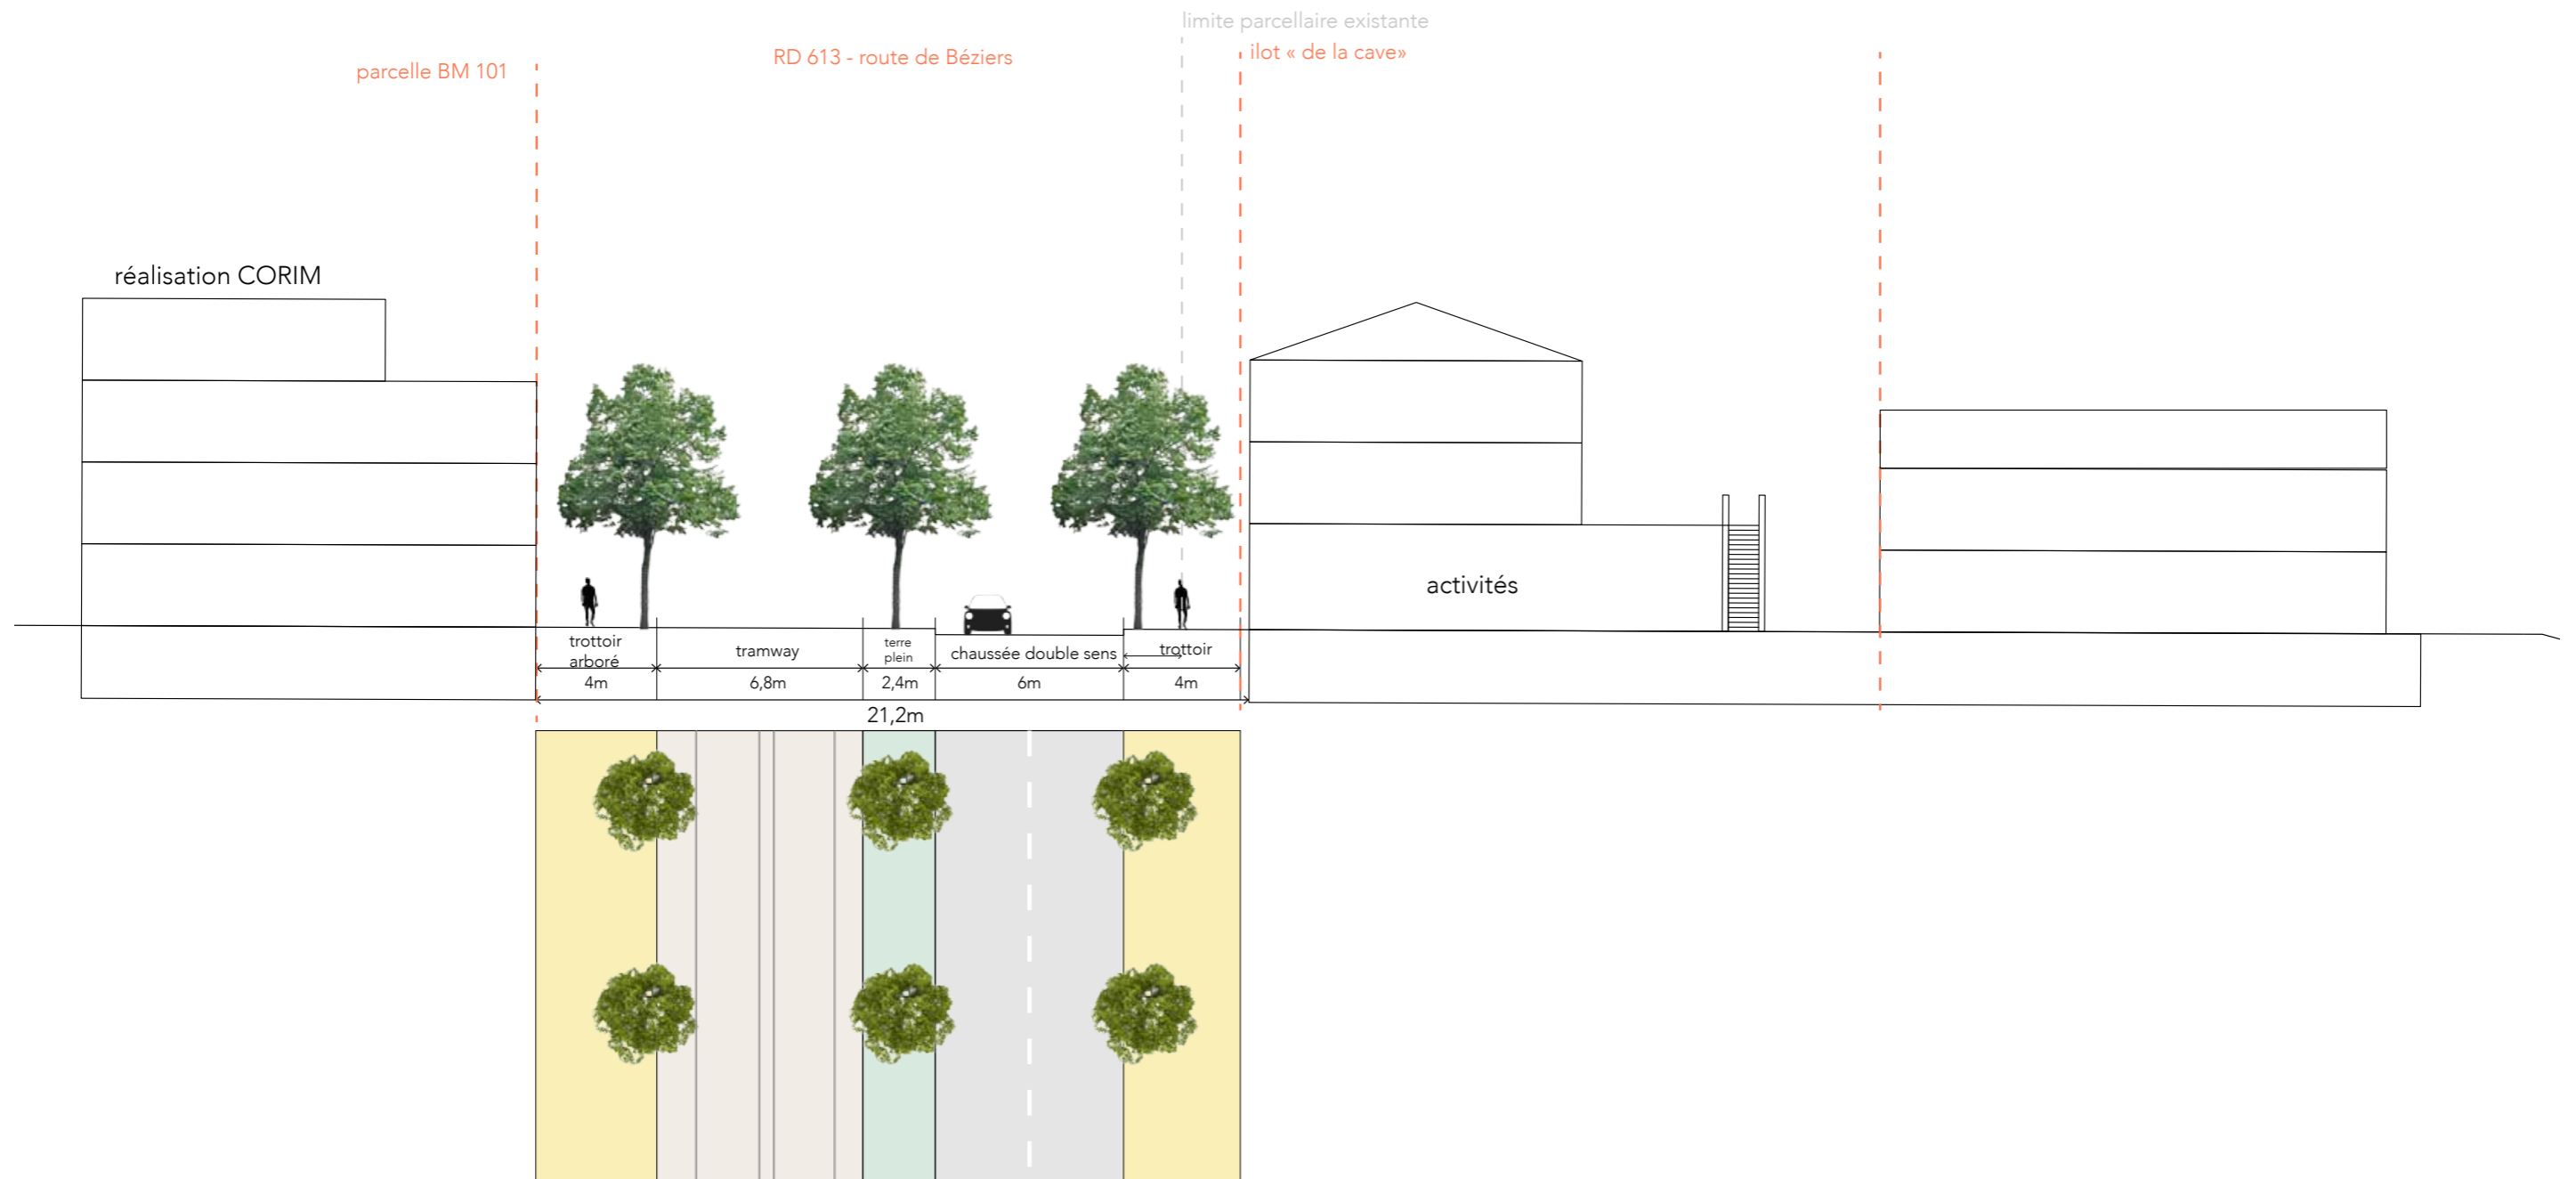 limite parcellaire existante
parcelle BM 101
RD 613 - route de Béziers
ilot « de la cave»
réalisation CORIM
activités
trottoir
arboré
tramway
terre
plein
chaussée double sens
trottoir
4m
6,8m
2,4m
6m
4m
21,2m